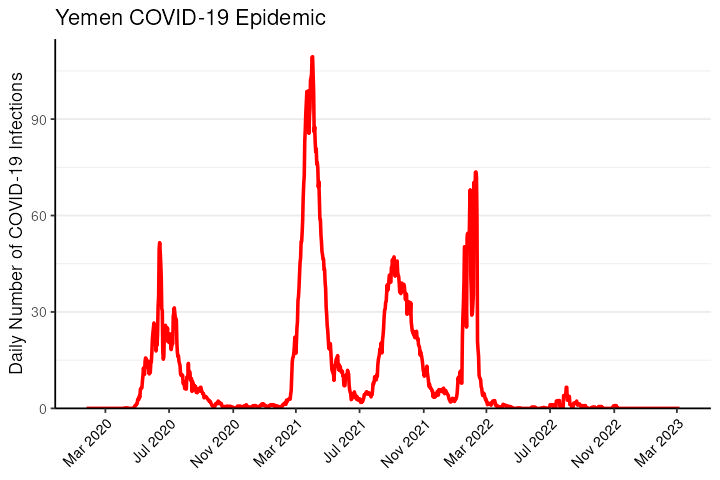 Yemen COVID-19 Epidemic
Daily Number of COVID-19 Infections
90
60
30
0
Mar 2020
Jul 2020
Nov 2020
Mar 2021
Jul 2021
Nov 2021
Mar 2022
Jul 2022
Nov 2022
Mar 2023